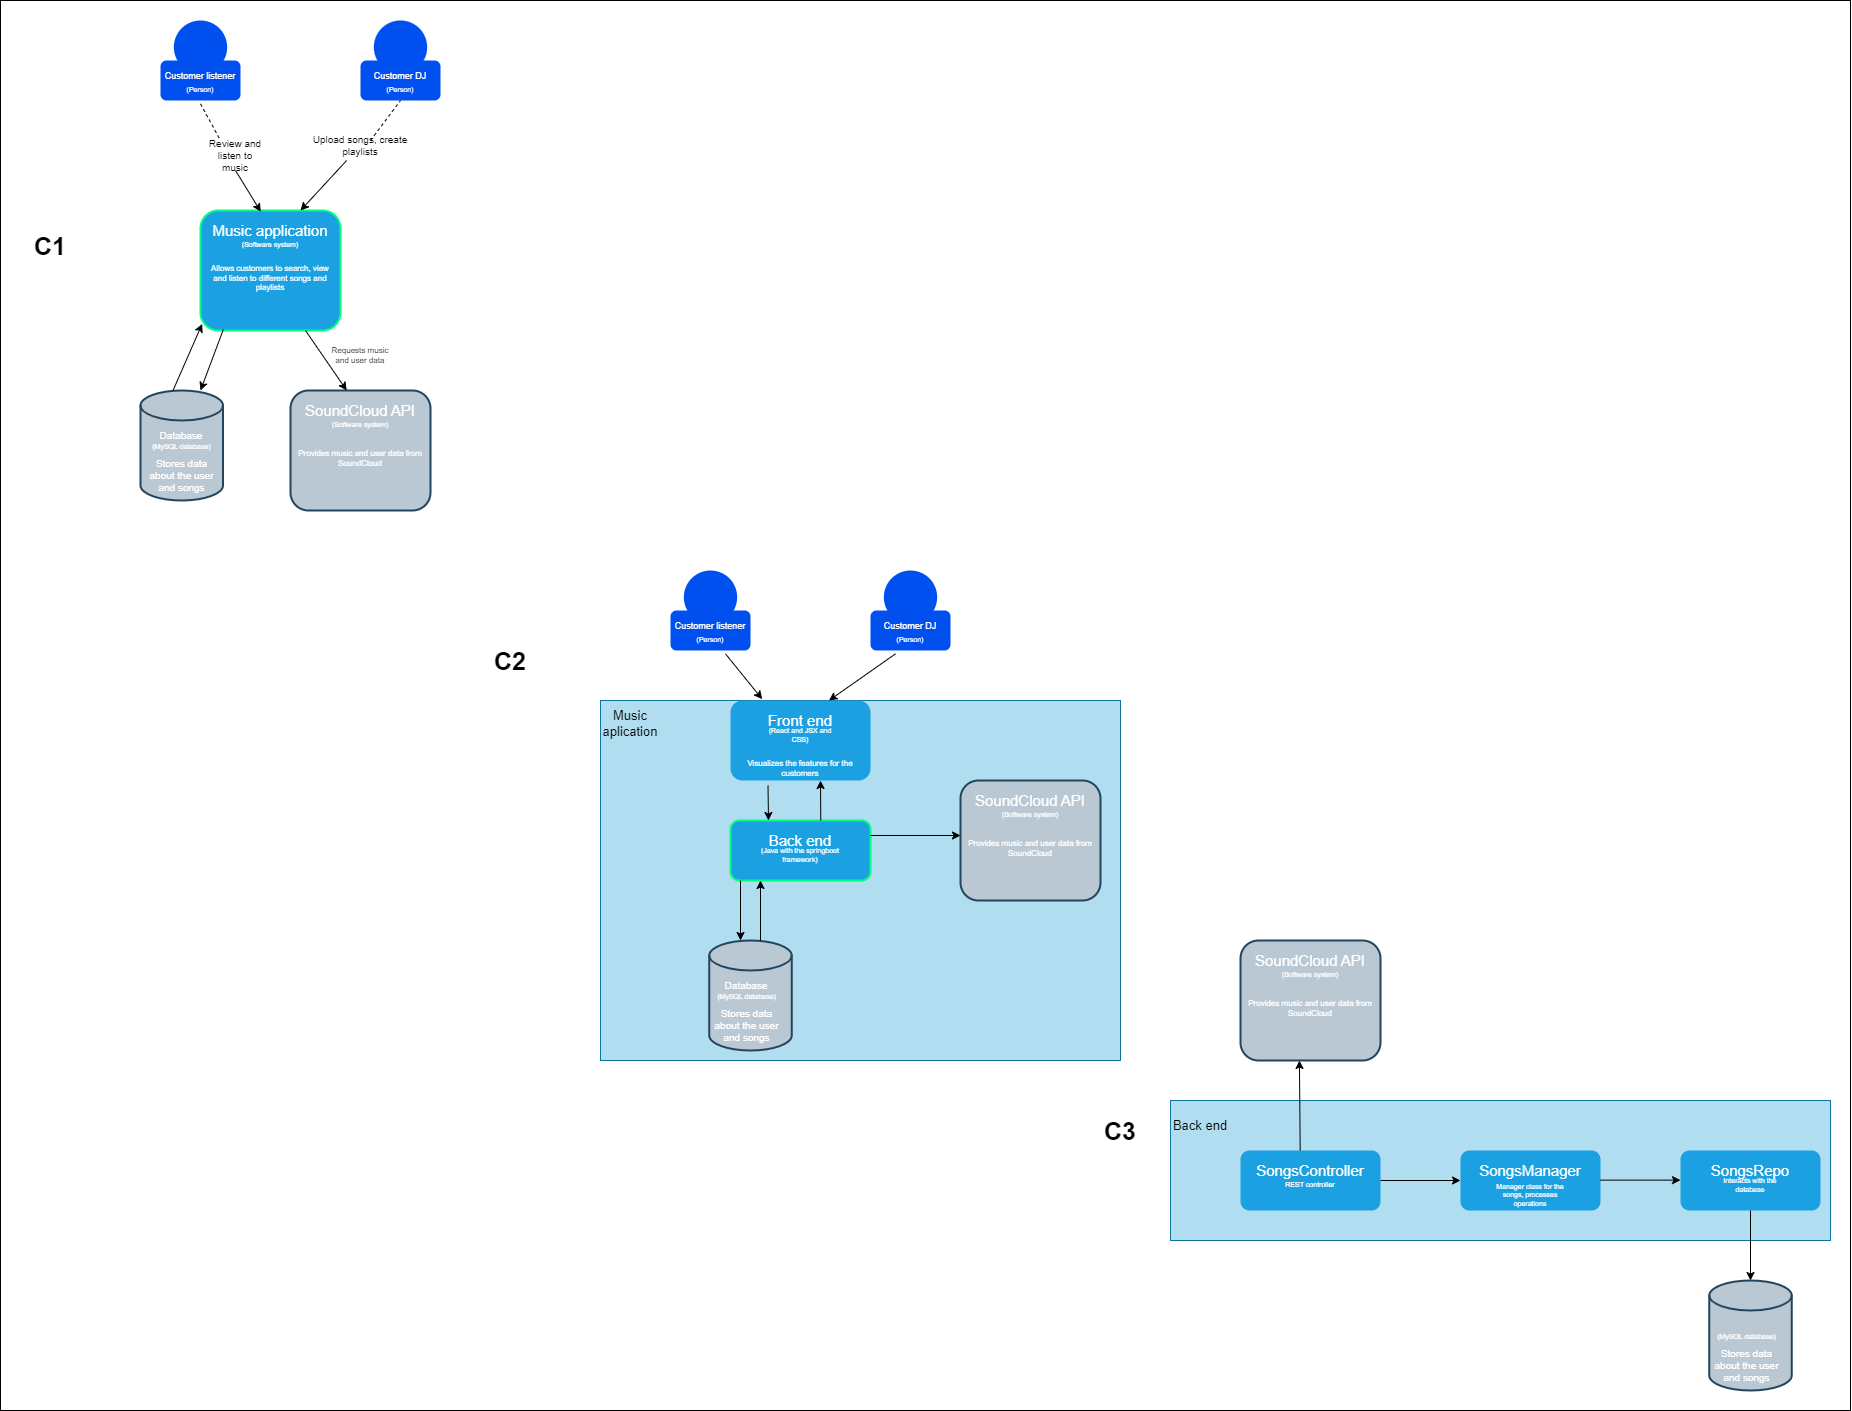 Customer listener
(Person)
Customer DJ
(Person)
Review and
listen to
music
Upload songs, create
playlists
C1
Music application
(Software system)
Allows customers to search, view
and listen to different songs and
playlists
Requests music
and user data
Database
(MySQL database)
Stores data
about the user
and songs
SoundCloud API
(Software system)
Provides music and user data from
SoundCloud
Customer listener
(Person)
Customer DJ
(Person)
C2
Music
aplication
Front end
(React and JSX and
CSS)
Visualizes the features for the
customers
Back end
(Java with the springboot
framework)
SoundCloud API
(Software system)
Provides music and user data from
SoundCloud
Database
(MySQL database)
Stores data
about the user
and songs
SoundCloud API
(Software system)
Provides music and user data from
SoundCloud
C3
Back end
SongsController
REST controller
SongsManager
Manager class for the
songs, processes
operations
SongsRepo
Interacts with the
database
(MySQL database)
Stores data
about the user
and songs